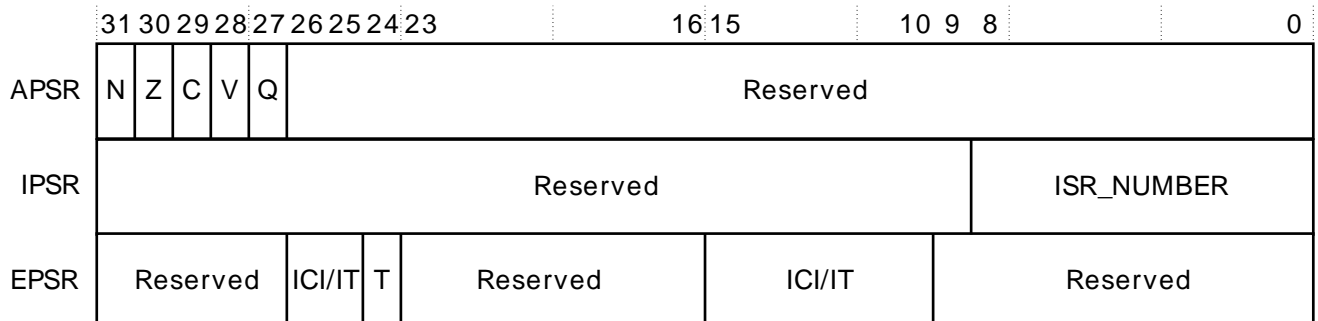 31 30 29 28 27 26 25 24 23 16 15 10 9 8 0
APSR N Z C V Q Reserved
IPSR Reserved ISR_NUMBER
EPSR Reserved ICI/IT T Reserved ICI/IT Reserved